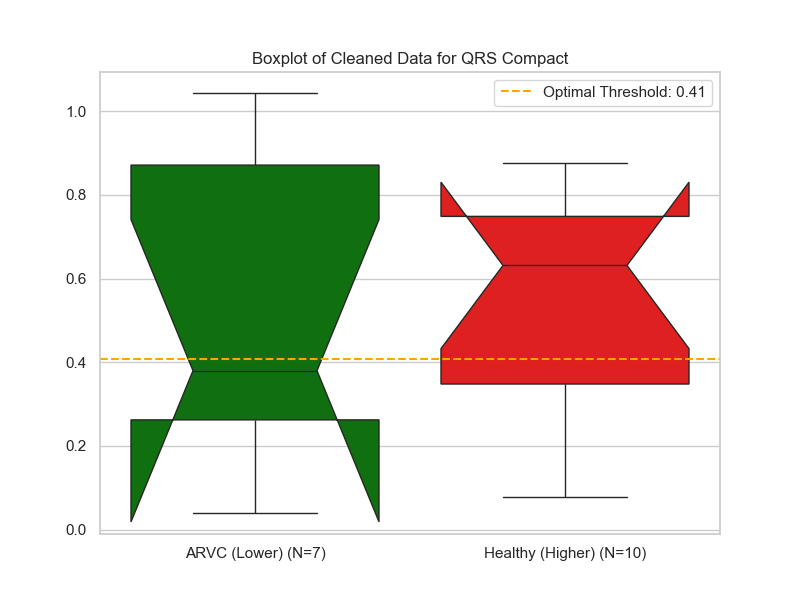 Boxplot of Cleaned Data for QRS Compact
Optimal Threshold: 0.41
1.0
0.8
0.6
0.4
0.2
0.0
ARVC (Lower) (N=7)
Healthy (Higher) (N=10)